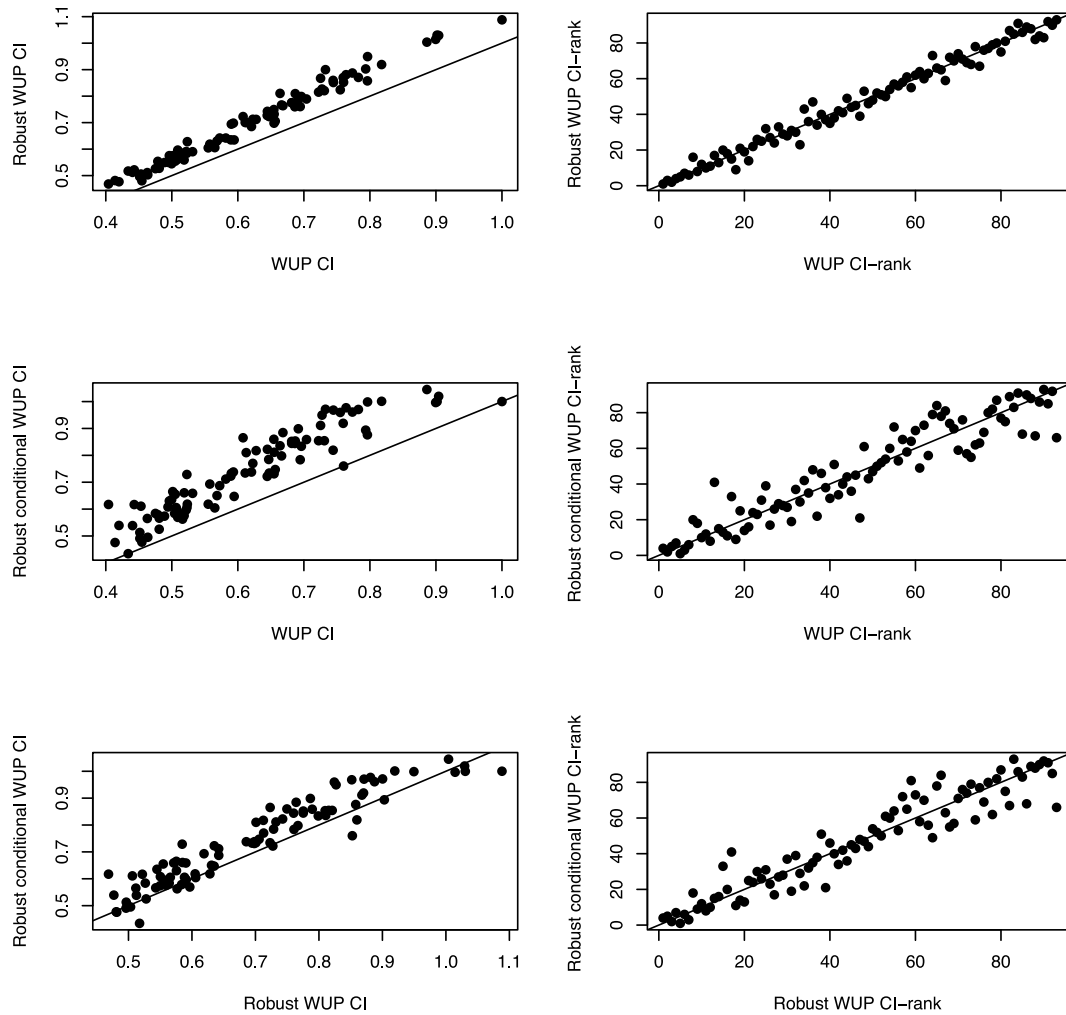 Robust WUP CI
1.1
0.9
0.7
0.5
0.4 0.5 0.6 0.7 0.8 0.9 1.0
WUP CI
Robust WUP CI-rank
80
60
40
20
0
0 20 40 60 80
WUP CI-rank
Robust conditional WUP CI
0.9
0.7
0.5
0.4 0.5 0.6 0.7 0.8 0.9 1.0
WUP CI
Robust conditional WUP CI-rank
80
60
40
20
0
0 20 40 60 80
WUP CI-rank
Robust conditional WUP CI
0.9
0.7
0.5
0.5 0.6 0.7 0.8 0.9 1.0 1.1
Robust WUP CI
Robust conditional WUP CI-rank
80
60
40
20
0
0 20 40 60 80
Robust WUP CI-rank